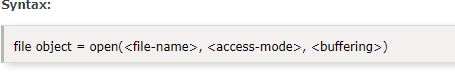 Syntax:
file object = open(<file-name>, <access-mode>, <buffering>)